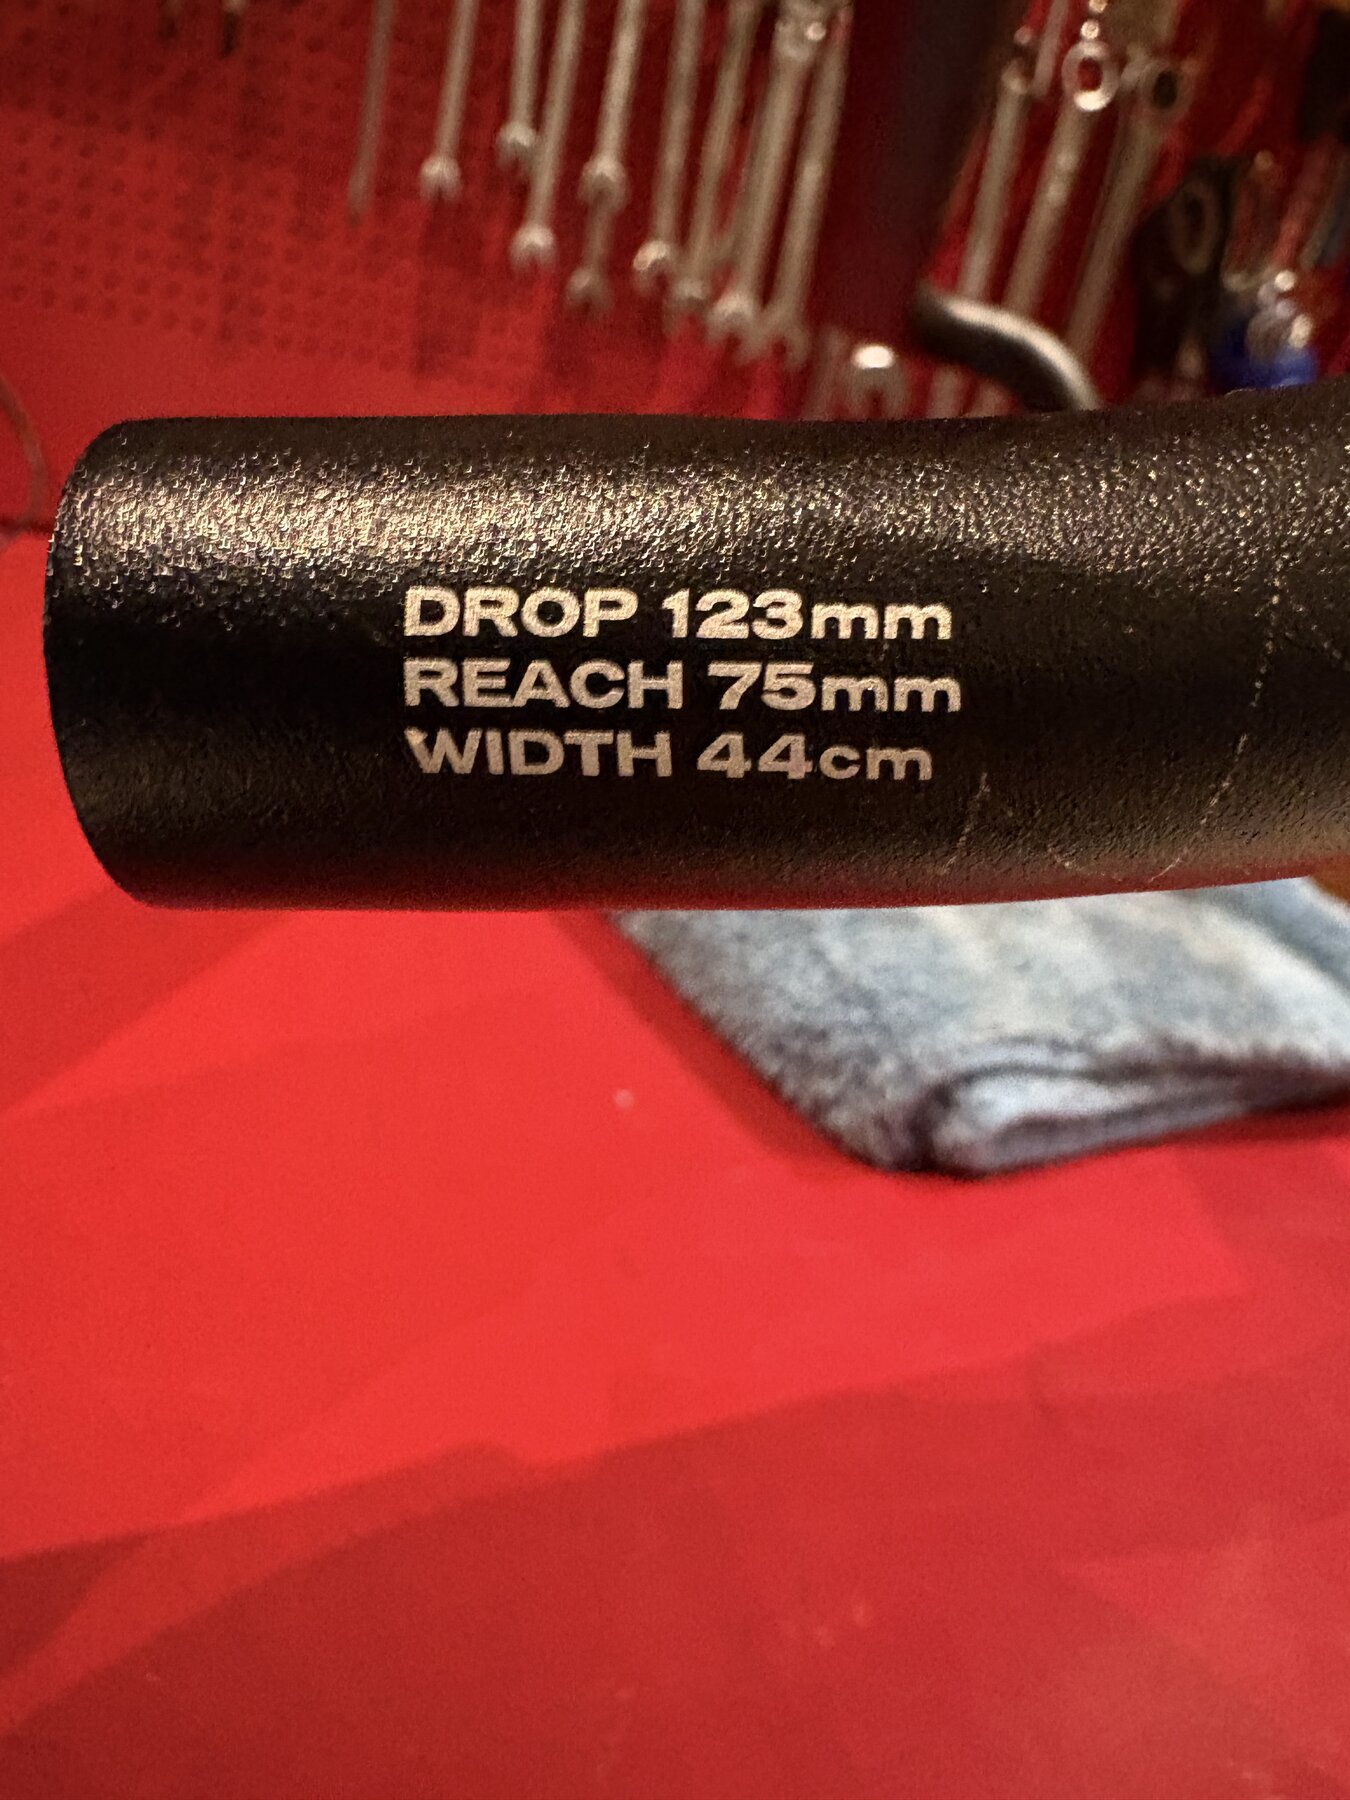 DROP 123mm
REACH 75mm
WIDTH 44cm